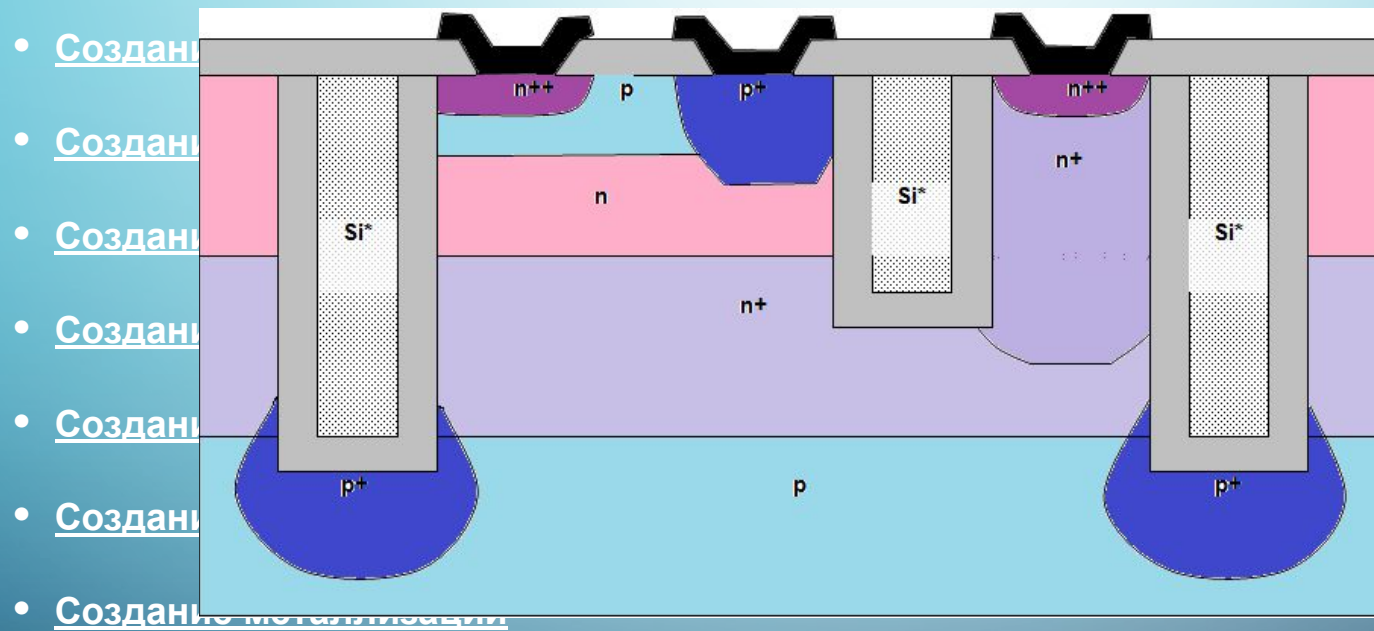 Создани
n++ p p+ n++
Создани
n+
n
Si*
Создани
Si*
Si*
n+
Создани
Создани
p+
p
p+
Создани
Создание металлизации